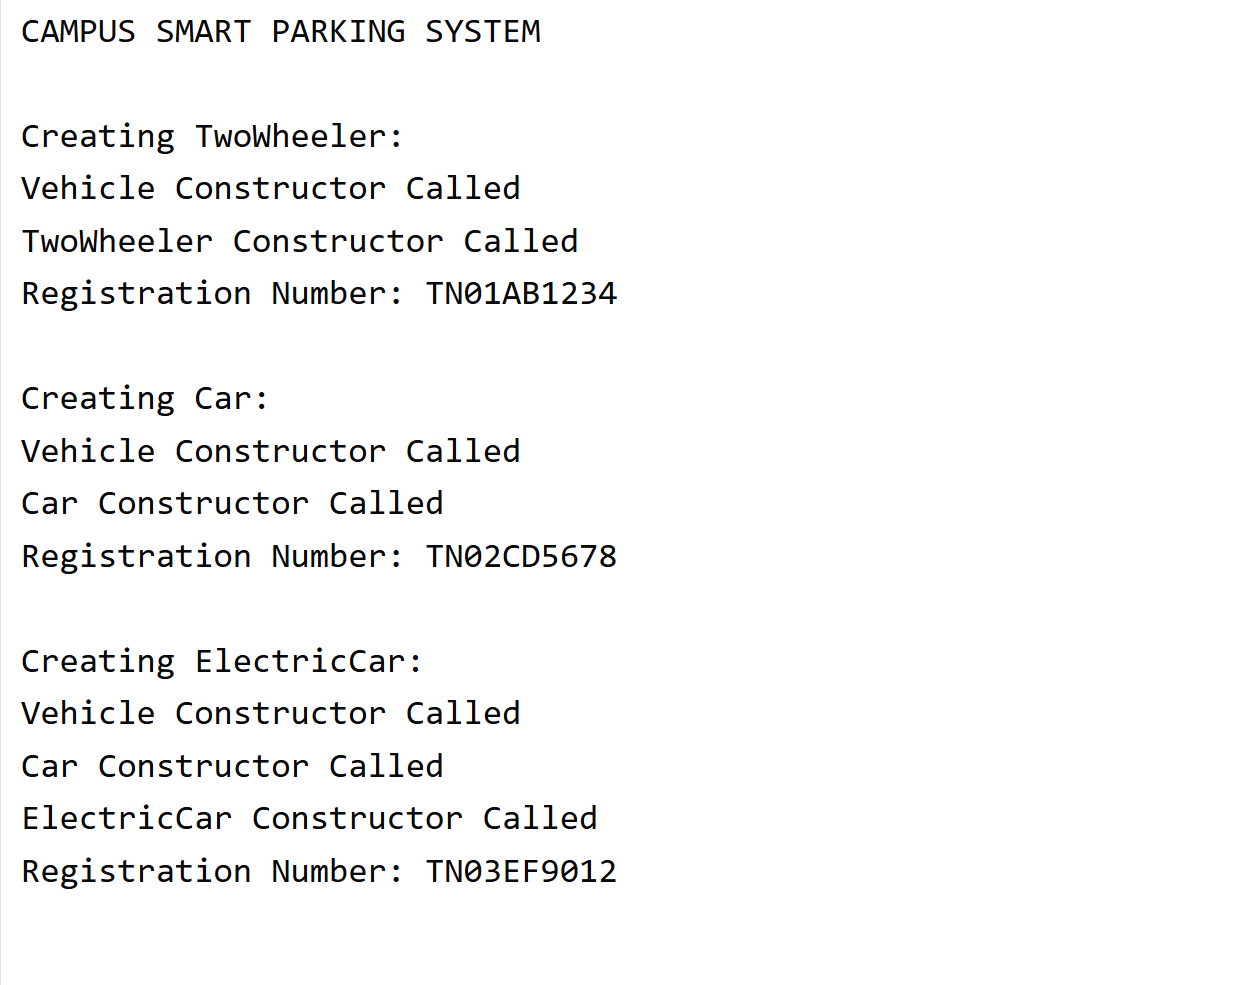 CAMPUS SMART PARKING SYSTEM
Creating TwoWheeler:
Vehicle Constructor Called
TwoWheeler Constructor Called
Registration Number: TN01AB1234
Creating Car:
Vehicle Constructor Called
Car Constructor Called
Registration Number: TN02CD5678
Creating ElectricCar:
Vehicle Constructor Called
Car Constructor Called
ElectricCar Constructor Called
Registration Number: TN03EF9012